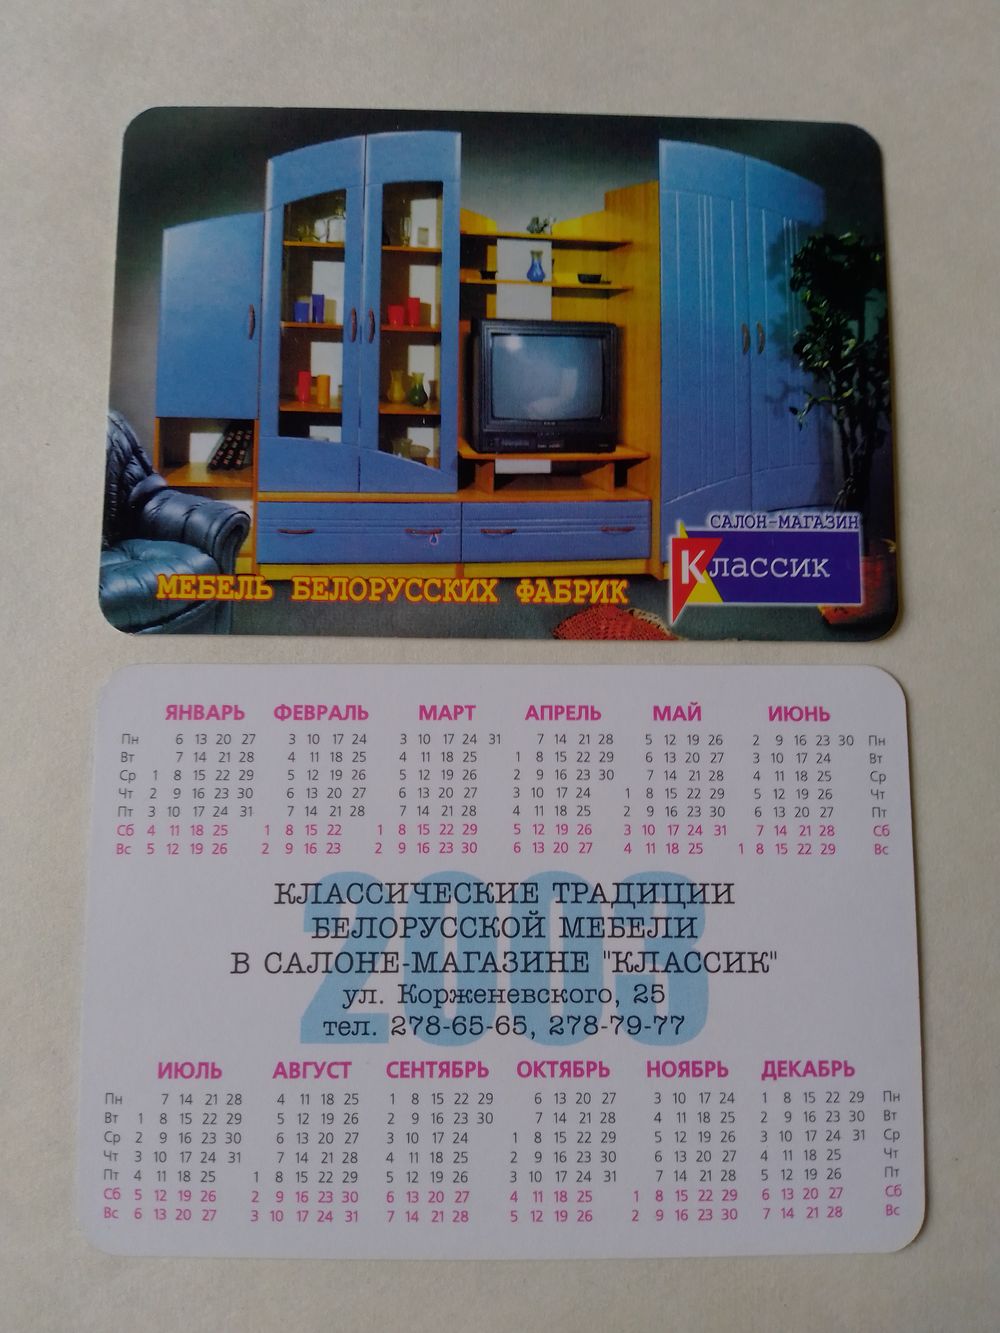 САЛОН-МАГАЗИН
Классик
МЕБЕЛЬ БЕЛОРУССКИХ ФАБРИК
ЯНВАРЬ ФЕВРАЛЬ МАРТ АПРЕЛЬ МАЙ ИЮНЬ
Пн 6 13 20 27 3 10 17 24 3 10 17 24 31 7 14 21 28 5 12 19 26 2 9 16 23 30 Пн
Вт 7 14 21 28 4 11 18 25 4 11 18 25 1 8 15 22 29 6 13 20 27 3 10 17 24 Вт
Ср 1 8 15 22 29 5 12 19 26 5 12 19 26 2 9 16 23 30 7 14 21 28 4 11 18 25 Ср
Чт 2 9 16 23 30 6 13 20 27 6 13 20 27 3 10 17 24 1 8 15 22 29 5 12 19 26 Чт
Пт 3 10 17 24 31 7 14 21 28 7 14 21 28 4 11 18 25 2 9 16 23 30 6 13 20 27 Пт
Сб 4 11 18 25 1 8 15 22 1 8 15 22 29 5 12 19 26 3 10 17 24 31 7 14 21 28 Сб
Вс 5 12 19 26 2 9 16 23 2 9 16 23 30 6 13 20 27 4 11 18 25 1 8 15 22 29 Вс
2003
КЛАССИЧЕСКИЕ ТРАДИЦИИ
БЕЛОРУССКОЙ МЕБЕЛИ
В САЛОНЕ-МАГАЗИНЕ "КЛАССИК"
ул. Корженевского, 25
тел. 278-65-65, 278-79-77
ИЮЛЬ АВГУСТ СЕНТЯБРЬ ОКТЯБРЬ НОЯБРЬ ДЕКАБРЬ
Пн 7 14 21 28 4 11 18 25 1 8 15 22 29 6 13 20 27 3 10 17 24 1 8 15 22 29 Пн
Вт 1 8 15 22 29 5 12 19 26 2 9 16 23 30 7 14 21 28 4 11 18 25 2 9 16 23 30 Вт
Ср 2 9 16 23 30 6 13 20 27 3 10 17 24 1 8 15 22 29 5 12 19 26 3 10 17 24 31 Ср
Чт 3 10 17 24 31 7 14 21 28 4 11 18 25 2 9 16 23 30 6 13 20 27 4 11 18 25 Чт
Пт 4 11 18 25 1 8 15 22 29 5 12 19 26 3 10 17 24 31 7 14 21 28 5 12 19 26 Пт
Сб 5 12 19 26 2 9 16 23 30 6 13 20 27 4 11 18 25 1 8 15 22 29 6 13 20 27 Сб
Вс 6 13 20 27 3 10 17 24 31 7 14 21 28 5 12 19 26 2 9 16 23 30 7 14 21 28 Вс